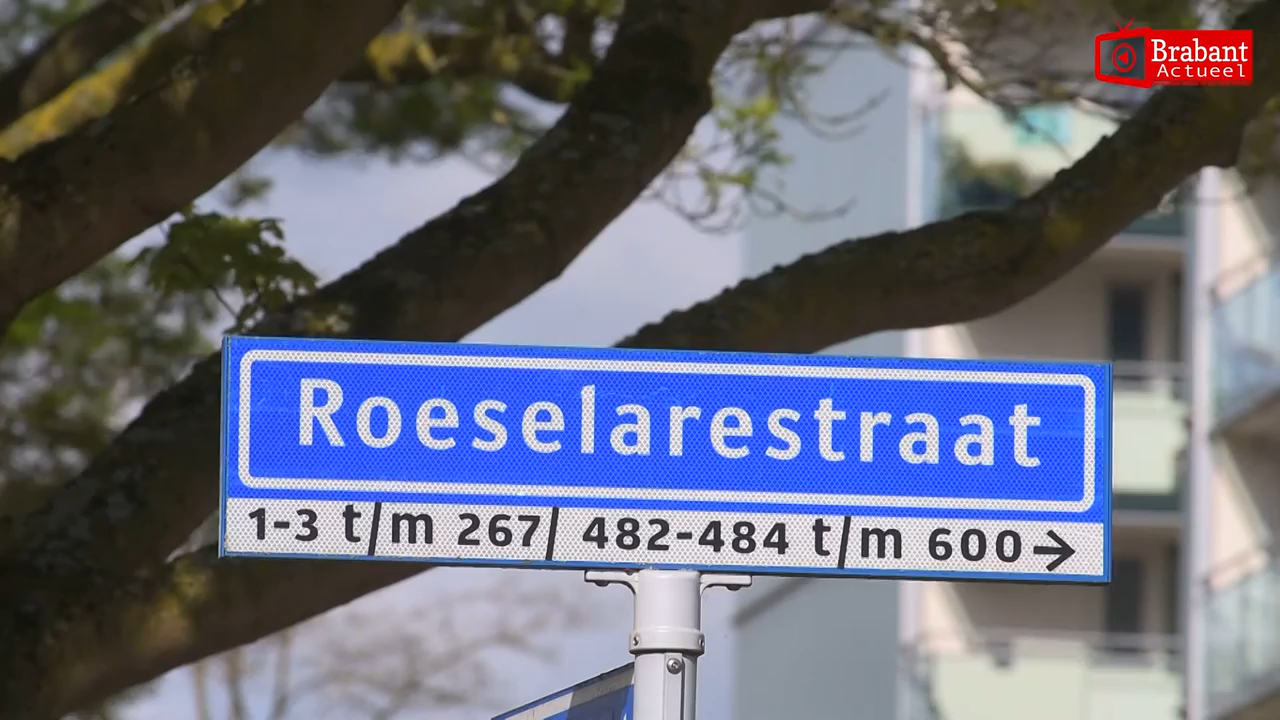 Brabant
Actueel
Roeselarestraat
1-3 t/m 267/ 482-484 t/m 600→